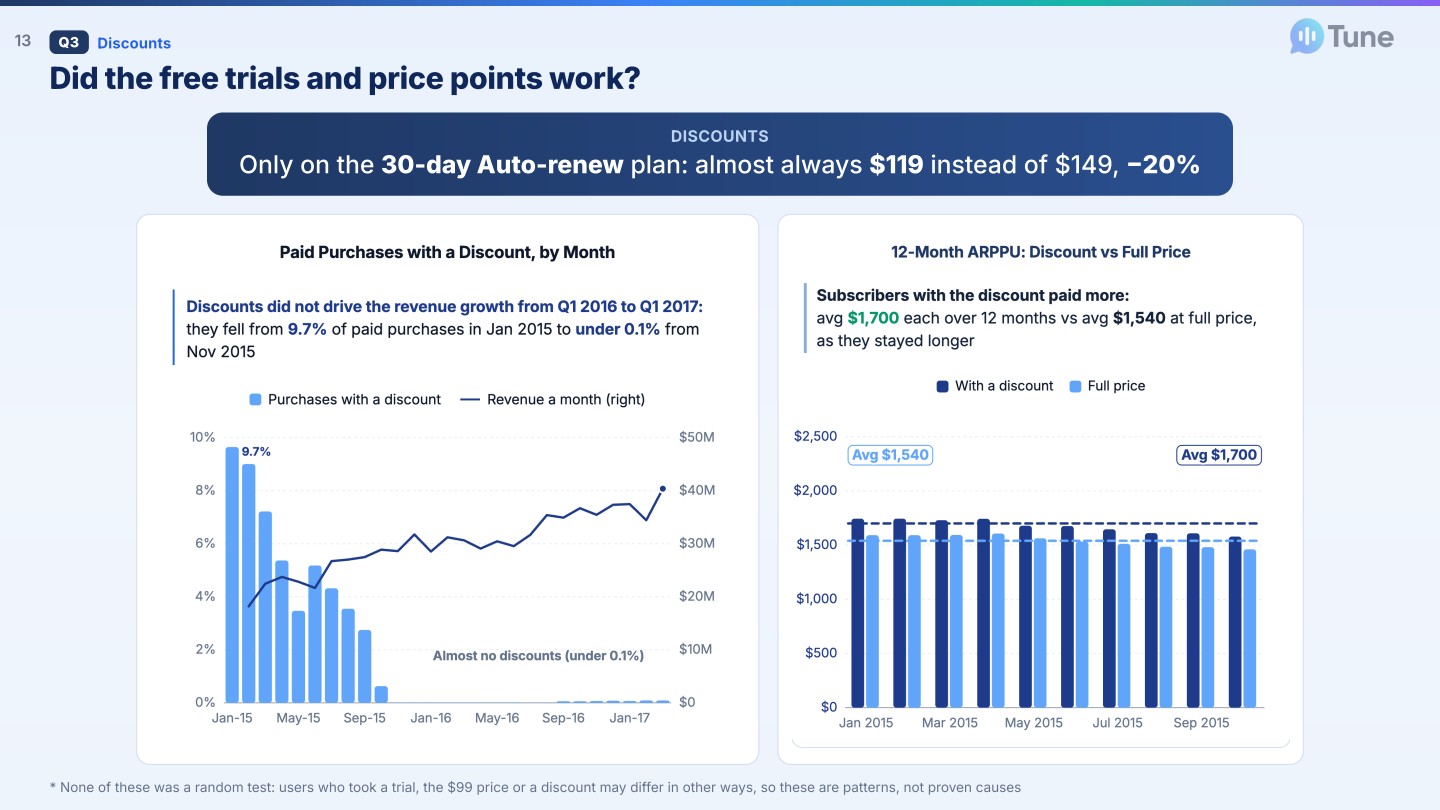 13
Q3 Discounts
Tune
Did the free trials and price points work?
DISCOUNTS
Only on the 30-day Auto-renew plan: almost always $119 instead of $149, −20%
Paid Purchases with a Discount, by Month
Discounts did not drive the revenue growth from Q1 2016 to Q1 2017:
they fell from 9.7% of paid purchases in Jan 2015 to under 0.1% from
Nov 2015
Purchases with a discount Revenue a month (right)
10% $50M
9.7%
8% $40M
6% $30M
4% $20M
2% $10M
Almost no discounts (under 0.1%)
0% $0
Jan-15 May-15 Sep-15 Jan-16 May-16 Sep-16 Jan-17
12-Month ARPPU: Discount vs Full Price
Subscribers with the discount paid more:
avg $1,700 each over 12 months vs avg $1,540 at full price,
as they stayed longer
With a discount Full price
$2,500
Avg $1,540 Avg $1,700
$2,000
$1,500
$1,000
$500
$0
Jan 2015 Mar 2015 May 2015 Jul 2015 Sep 2015
* None of these was a random test: users who took a trial, the $99 price or a discount may differ in other ways, so these are patterns, not proven causes